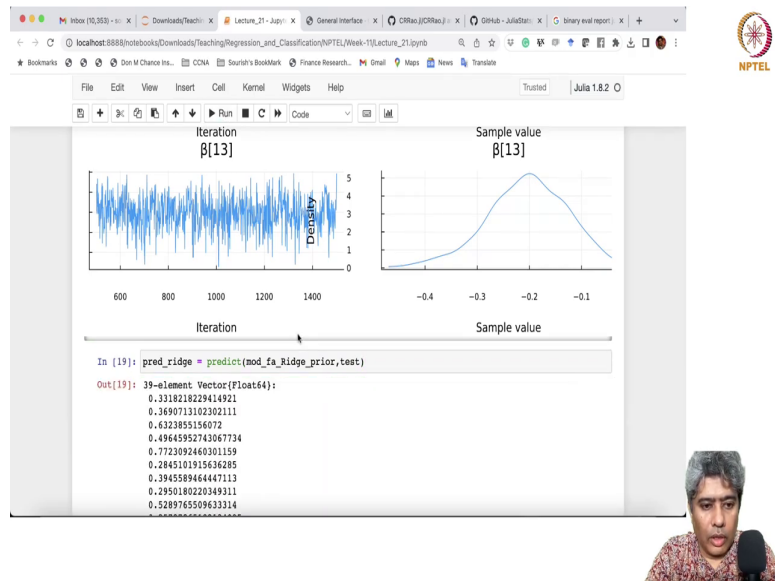 Inbox (10,353) - so
Downloads/Teachin
Lecture_21 - Jupyt
General Interface -
CRRao.jl/CRRao.jl a
GitHub - JuliaStats
binary eval report j
localhost:8888/notebooks/Downloads/Teaching/Regression_and_Classification/NPTEL/Week-11/Lecture_21.ipynb
Bookmarks
Don M Chance Ins...
CCNA
Sourish's BookMark
Finance Research...
Gmail
Maps
News
Translate
NPTEL
File Edit View Insert Cell Kernel Widgets Help
Trusted
Julia 1.8.2
Run
Code
Iteration
Sample value
β[13]
β[13]
Density
5
4
3
2
1
0
600 800 1000 1200 1400
-0.4 -0.3 -0.2 -0.1
Iteration
Sample value
In [19]: pred_ridge = predict(mod_fa_Ridge_prior,test)
Out[19]: 39-element Vector{Float64}:
0.3318218229414921
0.3690713102302111
0.6323855156072
0.49645952743067734
0.7723092460301159
0.2845101915636285
0.3945589464447113
0.29501802203493​11
0.5289765509633314